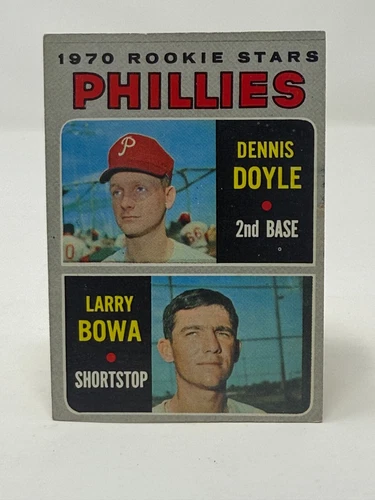 1970 ROOKIE STARS
PHILLIES
P
DENNIS
DOYLE
2nd BASE
LARRY
BOWA
SHORTSTOP